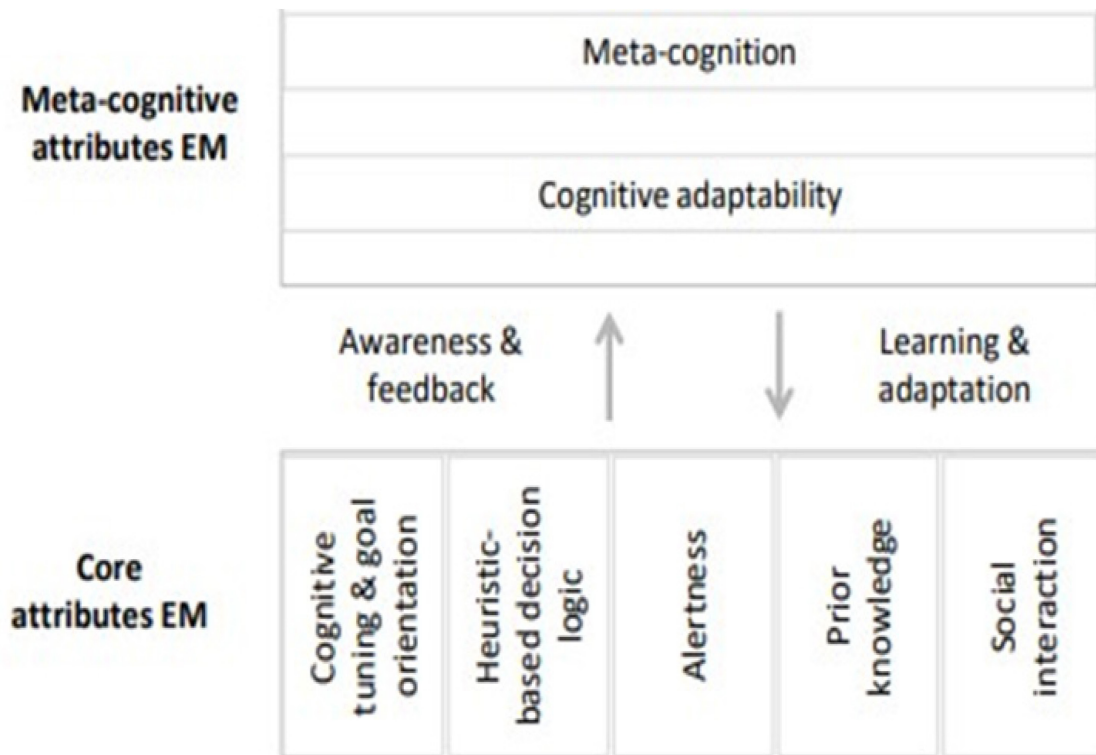 Meta-cognitive
attributes EM
Meta-cognition
Cognitive adaptability
Awareness &
feedback
Learning &
adaptation
Core
attributes EM
Cognitive
tuning & goal
orientation
Heuristic-
based decision
logic
Alertness
Prior
knowledge
Social
interaction